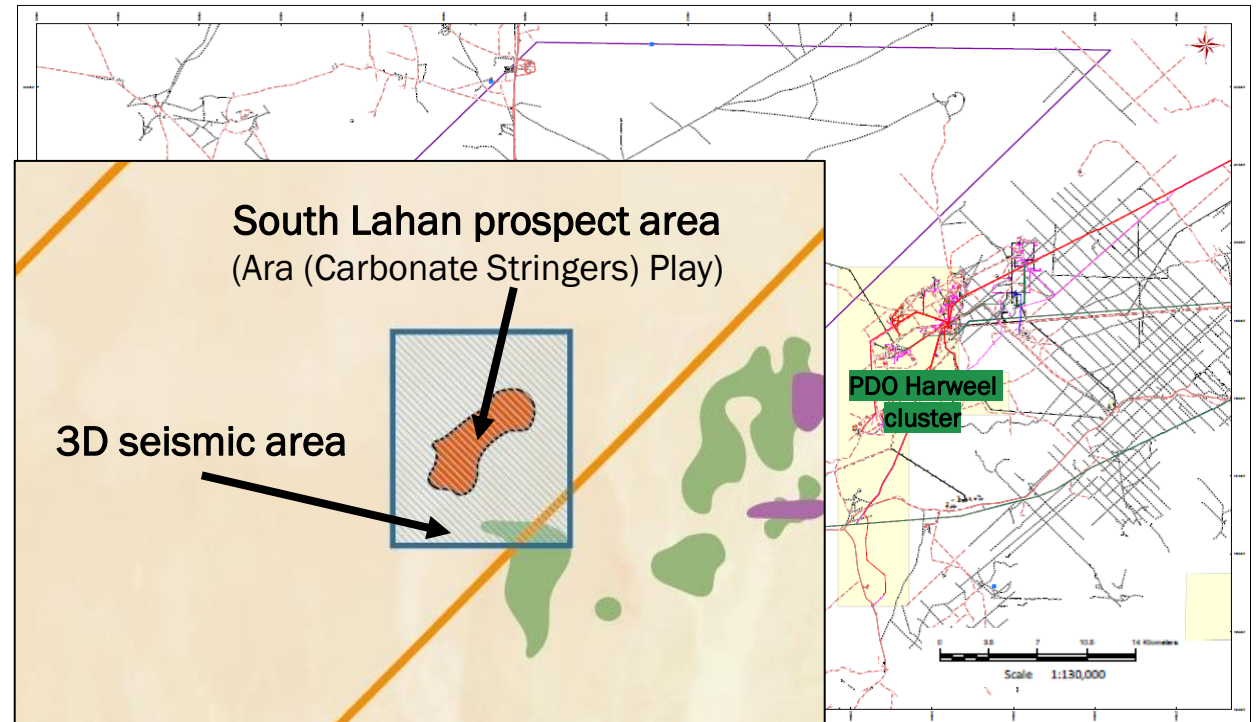 South Lahan prospect area
(Ara (Carbonate Stringers) Play)
3D seismic area
PDO Harweel
cluster
0 3.5 7 10.5 14 Kilometers
Scale 1:130,000